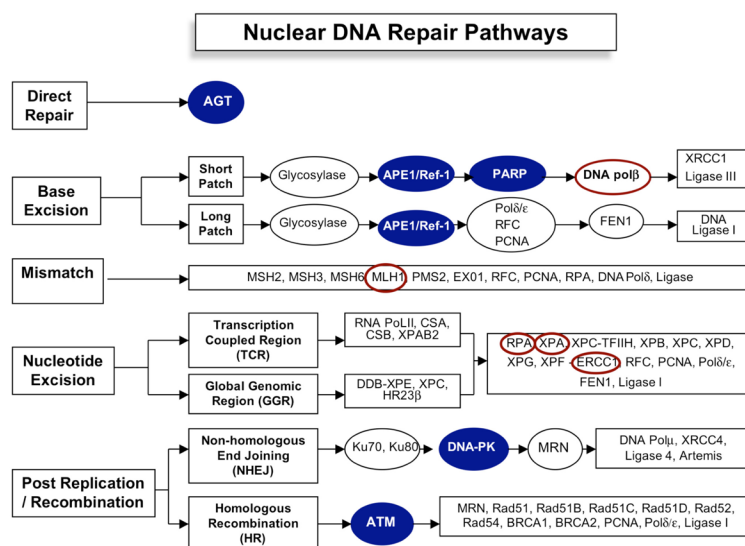 Nuclear DNA Repair Pathways
Direct
Repair
AGT
Base
Excision
Short
Patch
Glycosylase
APE1/Ref-1
PARP
DNA polβ
XRCC1
Ligase III
Long
Patch
Glycosylase
APE1/Ref-1
Polδ/ε
RFC
PCNA
FEN1
DNA
Ligase I
Mismatch
MSH2, MSH3, MSH6, MLH1, PMS2, EX01, RFC, PCNA, RPA, DNA Polδ, Ligase
Nucleotide
Excision
Transcription
Coupled Region
(TCR)
RNA PoLII, CSA,
CSB, XPAB2
Global Genomic
Region (GGR)
DDB-XPE, XPC,
HR23β
RPA, XPA, XPC-TFIIH, XPB, XPC, XPD,
XPG, XPF -ERCC1, RFC, PCNA, Polδ/ε,
FEN1, Ligase I
Post Replication
/ Recombination
Non-homologous
End Joining
(NHEJ)
Ku70, Ku80
DNA-PK
MRN
DNA Polμ, XRCC4,
Ligase 4, Artemis
Homologous
Recombination
(HR)
ATM
MRN, Rad51, Rad51B, Rad51C, Rad51D, Rad52,
Rad54, BRCA1, BRCA2, PCNA, Polδ/ε, Ligase I